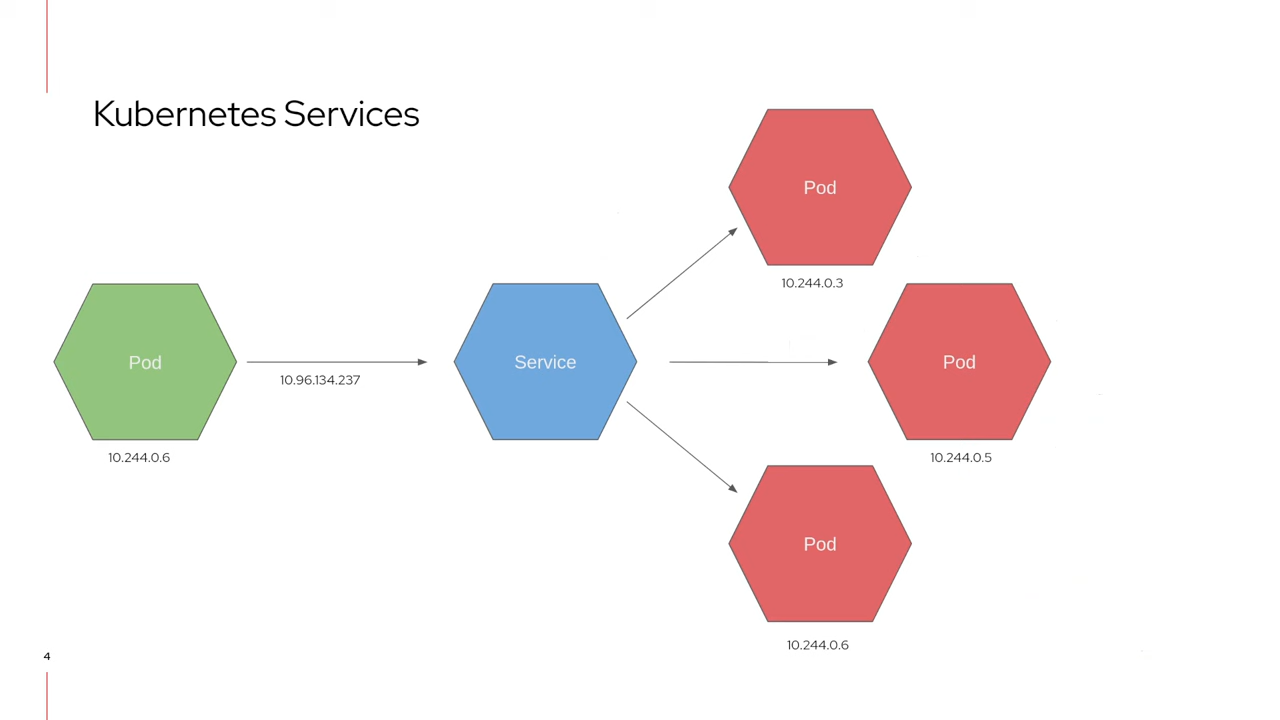 Kubernetes Services
Pod
10.244.0.3
Pod
10.244.0.6
10.96.134.237
Service
Pod
10.244.0.5
Pod
10.244.0.6
4